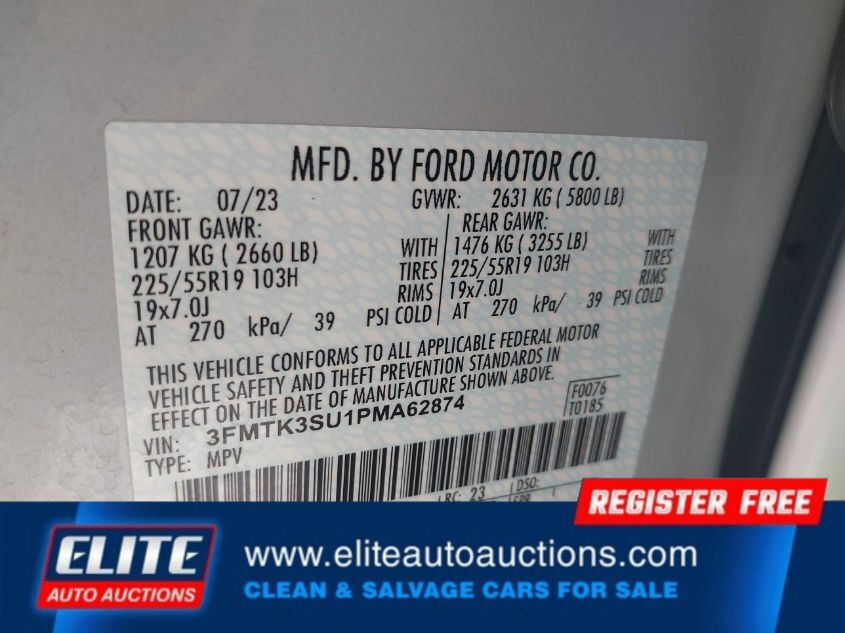 MFD. BY FORD MOTOR CO.
DATE: 07/23 GVWR: 2631 KG ( 5800 LB)
FRONT GAWR: REAR GAWR:
1207 KG ( 2660 LB) WITH 1476 KG ( 3255 LB) WITH
225/55R19 103H TIRES 225/55R19 103H TIRES
19x7.0J RIMS 19x7.0J RIMS
AT 270 kPa/ 39 PSI COLD AT 270 kPa/ 39 PSI COLD
THIS VEHICLE CONFORMS TO ALL APPLICABLE FEDERAL MOTOR
VEHICLE SAFETY AND THEFT PREVENTION STANDARDS IN
EFFECT ON THE DATE OF MANUFACTURE SHOWN ABOVE.
F0076
T0185
VIN: 3FMTK3SU1PMA62874
TYPE: MPV
RC: 23 DSO:
REGISTER FREE
ELITE
AUTO AUCTIONS
www.eliteautoauctions.com
CLEAN & SALVAGE CARS FOR SALE